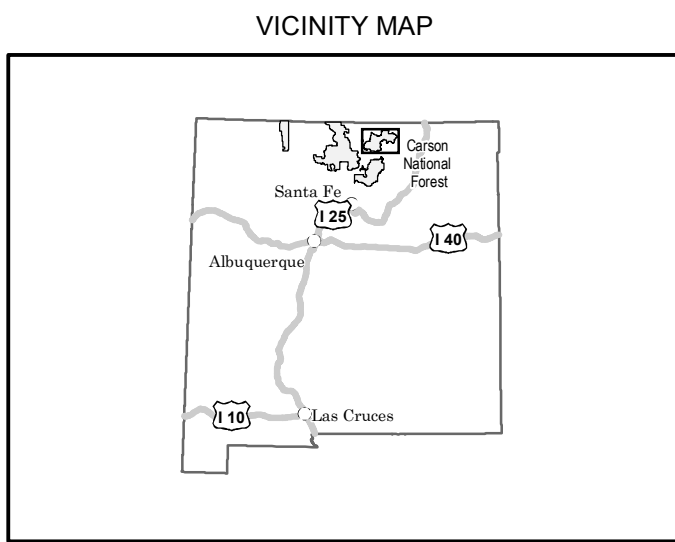 VICINITY MAP
Carson
National
Forest
Santa Fe
I 25
I 40
Albuquerque
I 10
Las Cruces